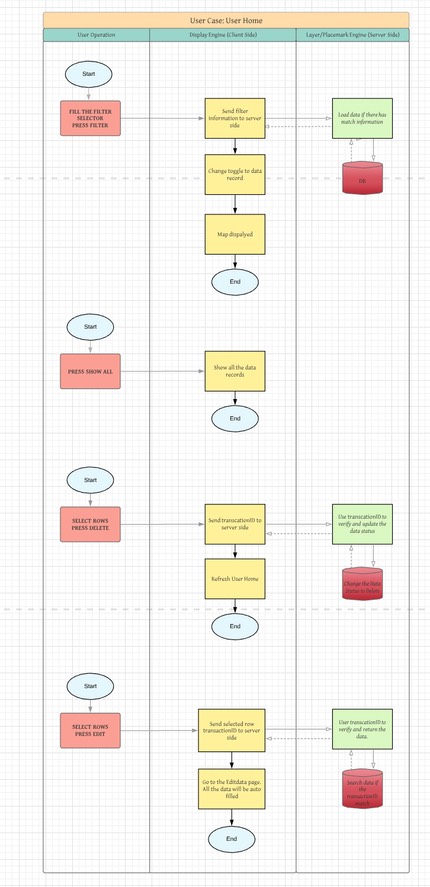 User Case: User Home
User Operation
Display Engine (Client Side)
Layer/Placemark Engine (Server Side)
Start
FILL THE FILTER
SELECTOR
PRESS FILTER
Send filter
information to server
side
Load data if there has
match information
Change toggle to data
record
DB
Map dispalyed
End
Start
PRESS SHOW ALL
Show all the data
records
End
Start
SELECT ROWS
PRESS DELETE
Send transcationID to
server side
Use transcationID to
verify and update the
data status
Refresh User Home
Change the Data
status to Delete
End
Start
SELECT ROWS
PRESS EDIT
Send selected row
transactionID to server
side
User transcationID to
verify and return the
data.
Go to the Editdata page.
All the data will be auto
filled
Search data if
the
transactionID
match
End